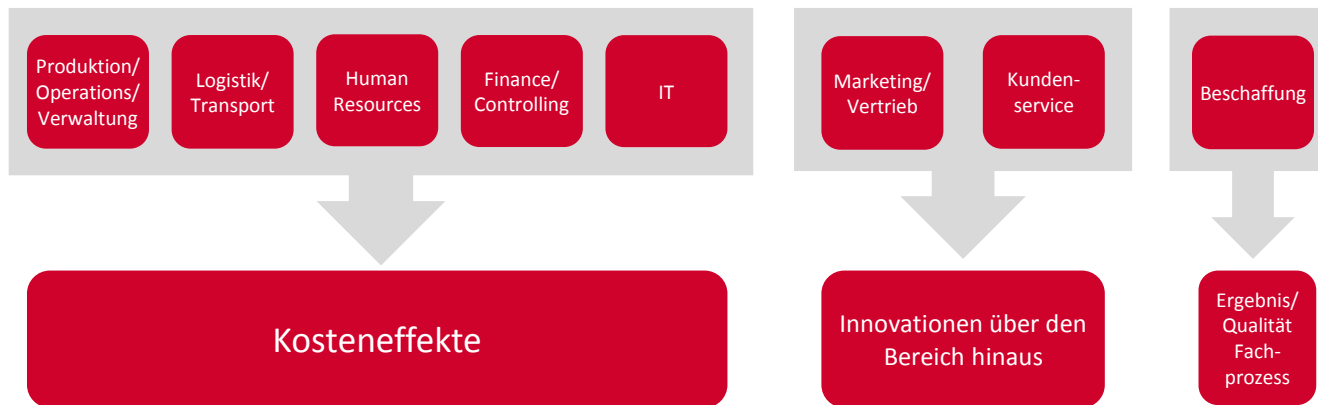 Produktion/
Operations/
Verwaltung
Logistik/
Transport
Human
Resources
Finance/
Controlling
IT
Marketing/
Vertrieb
Kunden-
service
Beschaffung
Kosteneffekte
Innovationen über den
Bereich hinaus
Ergebnis/
Qualität
Fach-
prozess